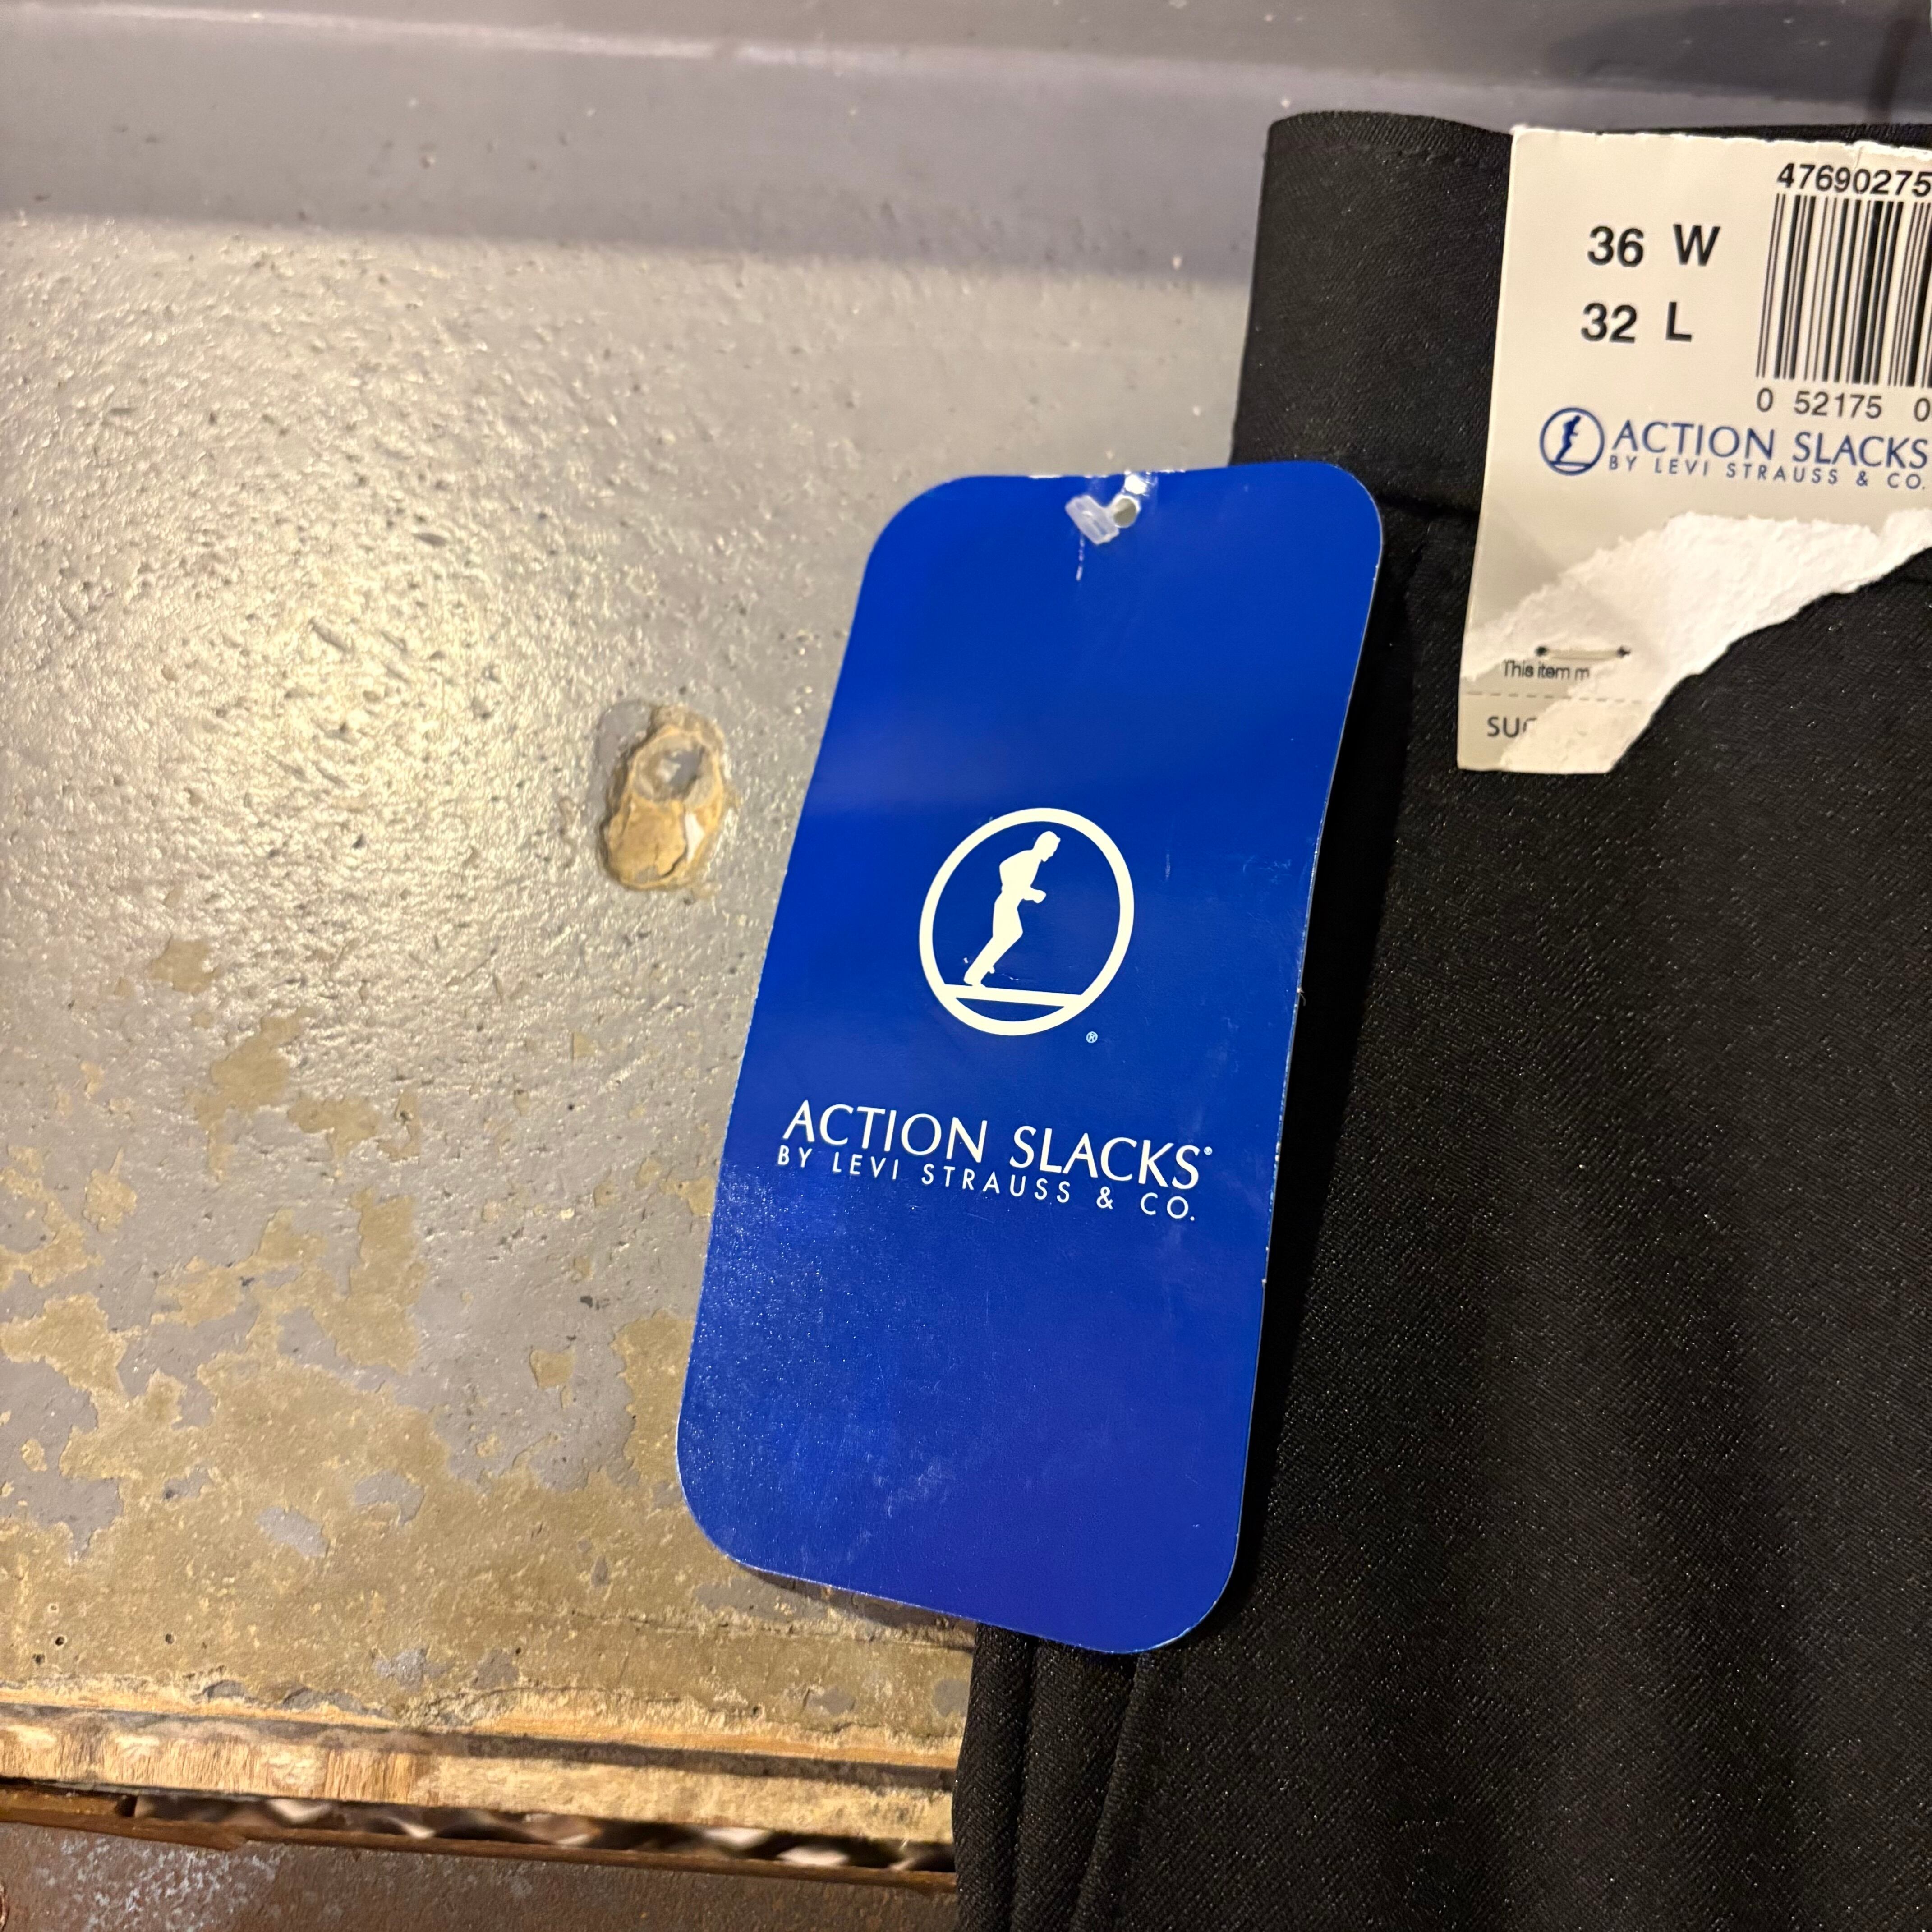 47690275
36 W
32 L
0 52175 0
ACTION SLACKS
BY LEVI STRAUSS & CO.
This item m
ACTION SLACKS®
BY LEVI STRAUSS & CO.
®